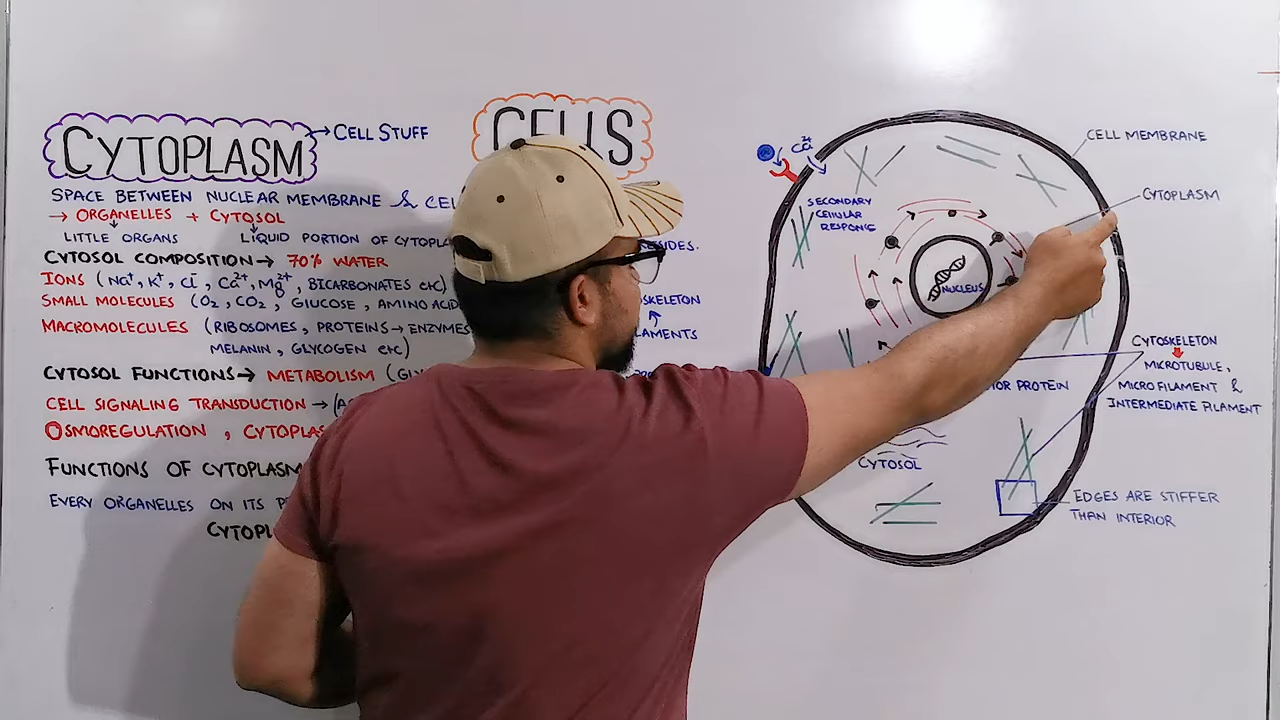 CYTOPLASM → CELL STUFF
SPACE BETWEEN NUCLEAR MEMBRANE & CEL
→ ORGANELLES + CYTOSOL
LITTLE ORGANS LIQUID PORTION OF CYTOPLA ESIDES.
CYTOSOL COMPOSITION → 70% WATER
IONS (Na⁺, K⁺, Cl⁻, Ca²⁺, Mg²⁺, BICARBONATES etc)
SMALL MOLECULES (O₂, CO₂, GLUCOSE, AMINO ACID SKELETON
MACROMOLECULES (RIBOSOMES, PROTEINS → ENZYMES LAMENTS
MELANIN, GLYCOGEN etc)
CYTOSOL FUNCTIONS → METABOLISM (GLY
CELL SIGNALING TRANSDUCTION →
OSMOREGULATION, CYTOPLAS
FUNCTIONS OF CYTOPLASM
EVERY ORGANELLES ON ITS P
CYTOPL
CELLS
Ca²⁺
CELL MEMBRANE
CYTOPLASM
SECONDARY
CELLULAR
RESPONSE
NUCLEUS
CYTOSKELETON
MICROTUBULE,
MICROFILAMENT &
INTERMEDIATE FILAMENT
OR PROTEIN
CYTOSOL
EDGES ARE STIFFER
THAN INTERIOR